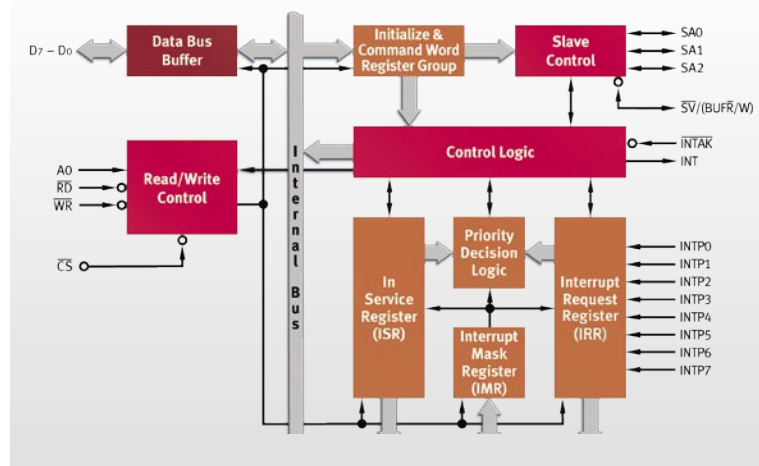 D7 – D0
Data Bus
Buffer
Initialize &
Command Word
Register Group
Slave
Control
SA0
SA1
SA2
SV/(BUFR/W)
Internal Bus
Control Logic
INTAK
INT
A0
RD
WR
Read/Write
Control
CS
In
Service
Register
(ISR)
Priority
Decision
Logic
Interrupt
Mask
Register
(IMR)
Interrupt
Request
Register
(IRR)
INTP0
INTP1
INTP2
INTP3
INTP4
INTP5
INTP6
INTP7